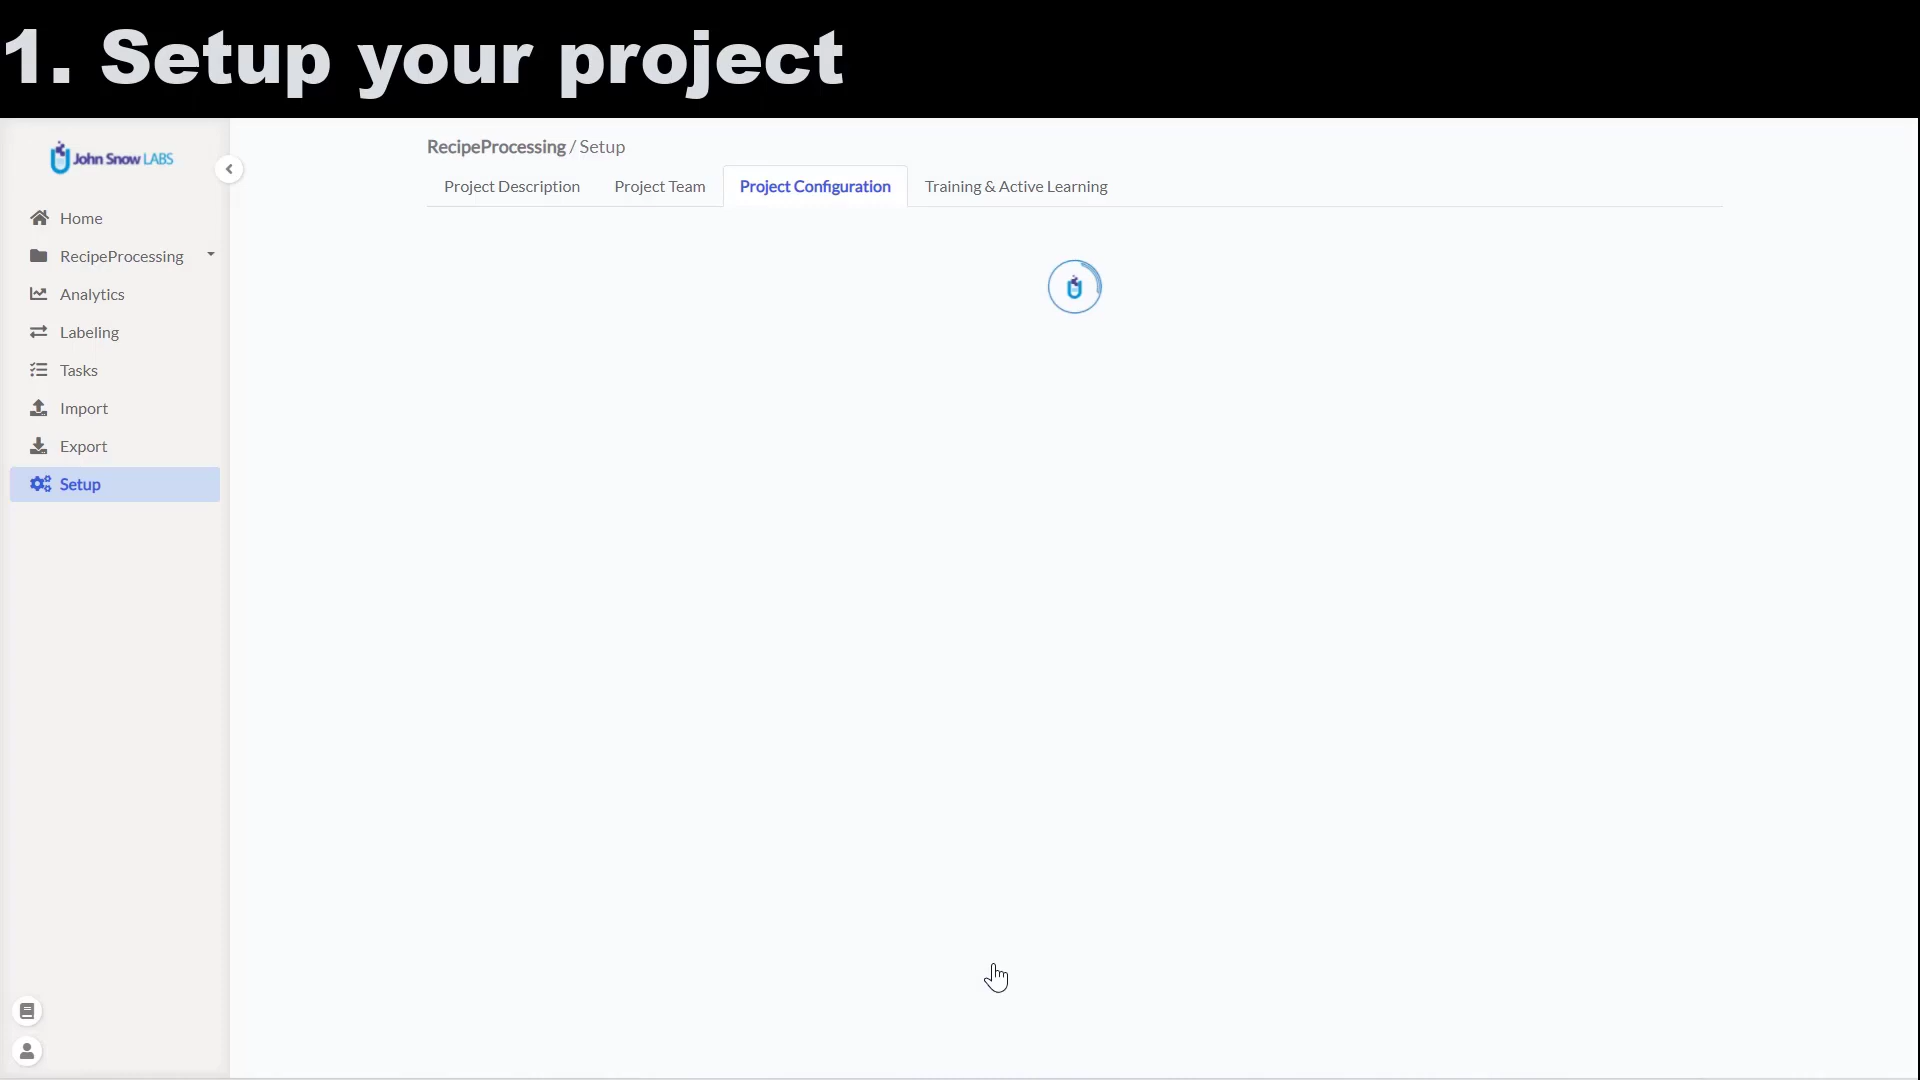 1. Setup your project
John Snow LABS
RecipeProcessing / Setup
Project Description
Project Team
Project Configuration
Training & Active Learning
Home
RecipeProcessing
Analytics
Labeling
Tasks
Import
Export
Setup